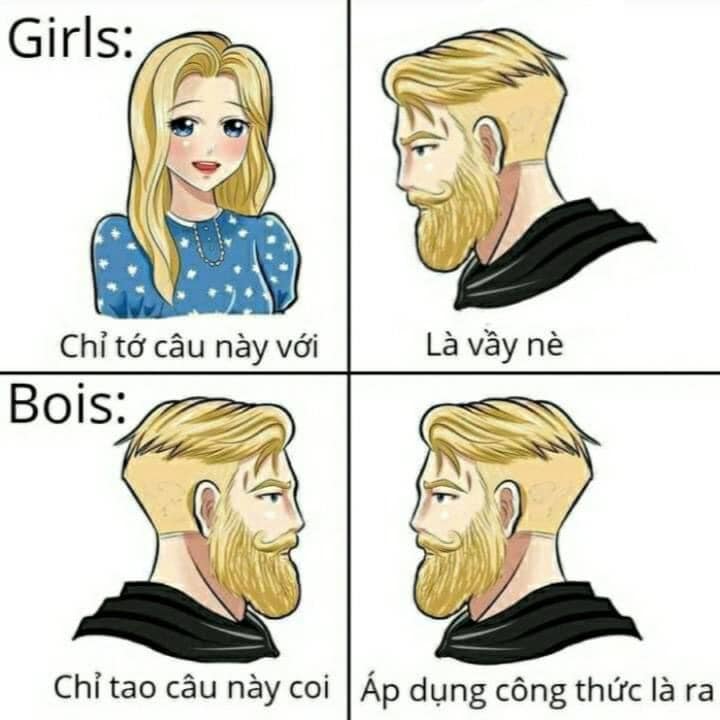 Girls:
Chỉ tớ câu này với
Là vầy nè
Bois:
Chỉ tao câu này coi
Áp dụng công thức là ra